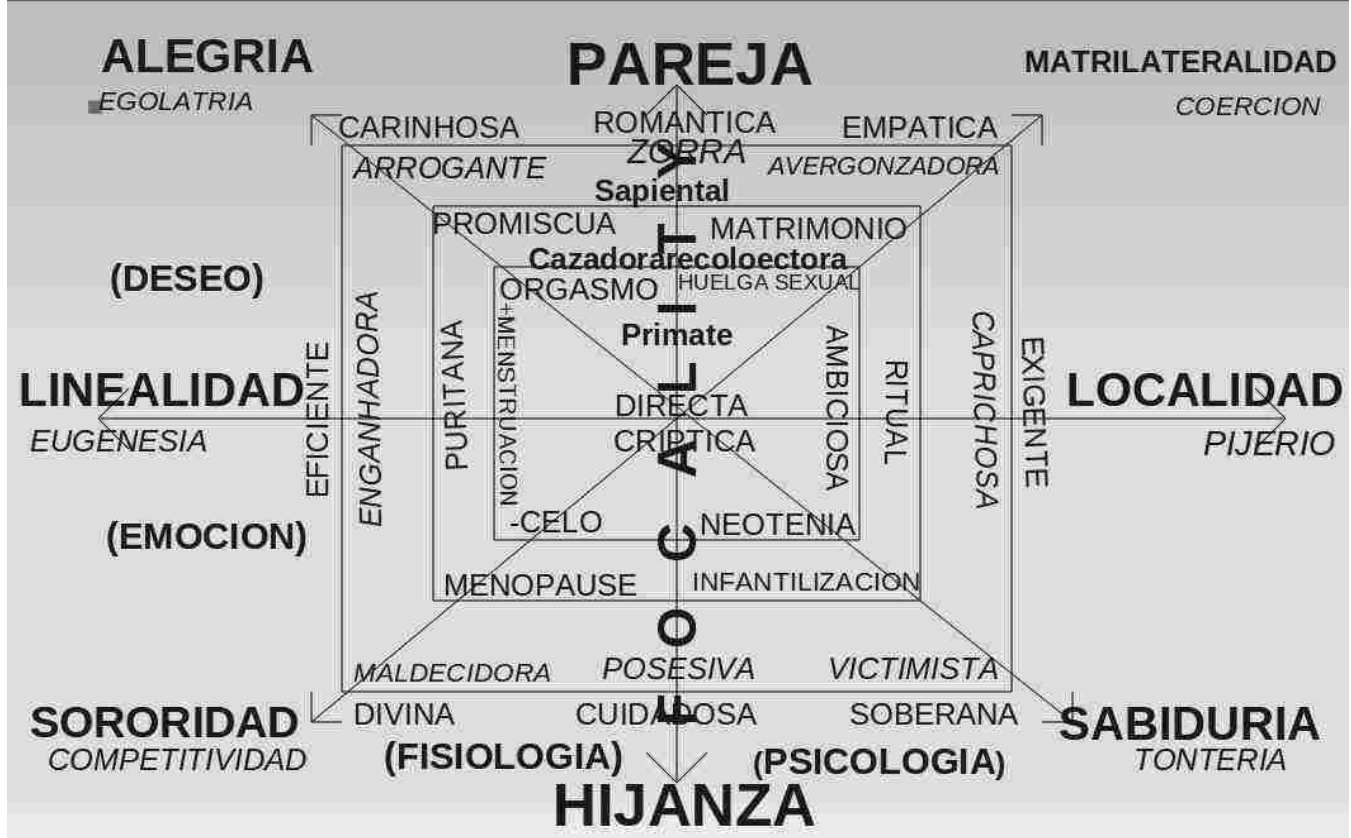 ALEGRIA
PAREJA
MATRILATERALIDAD
EGOLATRIA
COERCION
CARINHOSA
ROMANTICA
EMPATICA
ARROGANTE
ZORRA
AVERGONZADORA
Sapiental
PROMISCUA
MATRIMONIO
Cazadorarecoloectora
(DESEO)
ORGASMO
HUELGA SEXUAL
Primate
EFICIENTE
ENGANHADORA
PURITANA
+MENSTRUACION
AMBICIOSA
RITUAL
CAPRICHOSA
EXIGENTE
LINEALIDAD
LOCALIDAD
DIRECTA
EUGENESIA
CRIPTICA
PIJERIO
FOCALITY
(EMOCION)
-CELO
NEOTENIA
MENOPAUSE
INFANTILIZACION
MALDECIDORA
POSESIVA
VICTIMISTA
SORORIDAD
DIVINA
CUIDADOSA
SOBERANA
SABIDURIA
COMPETITIVIDAD
(FISIOLOGIA)
(PSICOLOGIA)
TONTERIA
HIJANZA